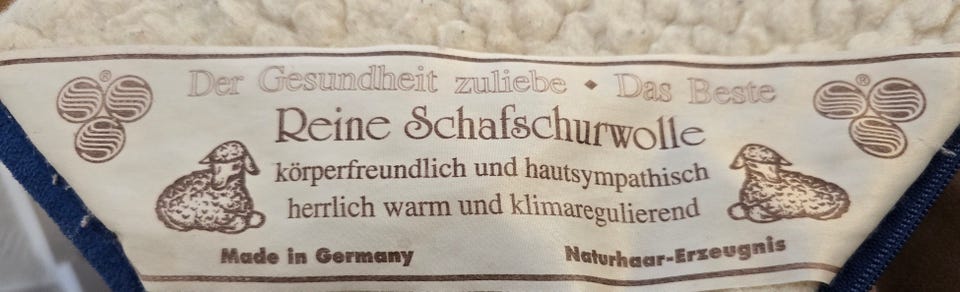 Der Gesundheit zuliebe ◆ Das Beste
Reine Schafschurwolle
körperfreundlich und hautsympathisch
herrlich warm und klimaregulierend
Made in Germany
Naturhaar-Erzeugnis